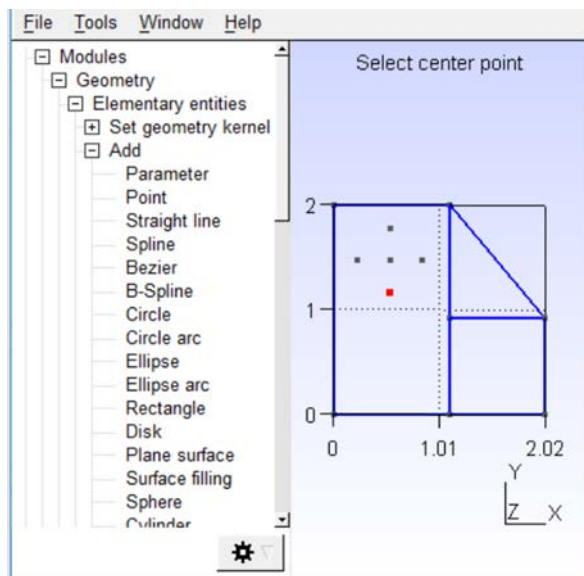 File Tools Window Help
Modules
Geometry
Elementary entities
Set geometry kernel
Add
Parameter
Point
Straight line
Spline
Bezier
B-Spline
Circle
Circle arc
Ellipse
Ellipse arc
Rectangle
Disk
Plane surface
Surface filling
Sphere
Cylinder
Select center point
2
1
0
0 1.01 2.02
Y
Z X